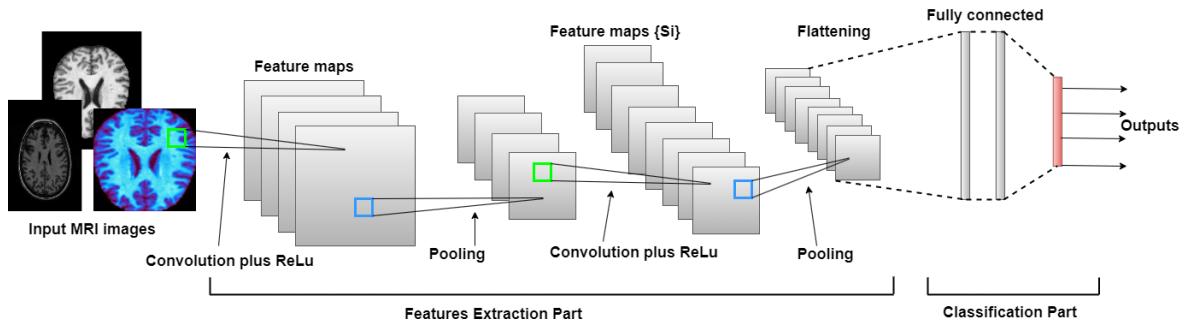 Fully connected
Feature maps {Si}
Flattening
Feature maps
Outputs
Input MRI images
Convolution plus ReLu
Pooling
Convolution plus ReLu
Pooling
Features Extraction Part
Classification Part